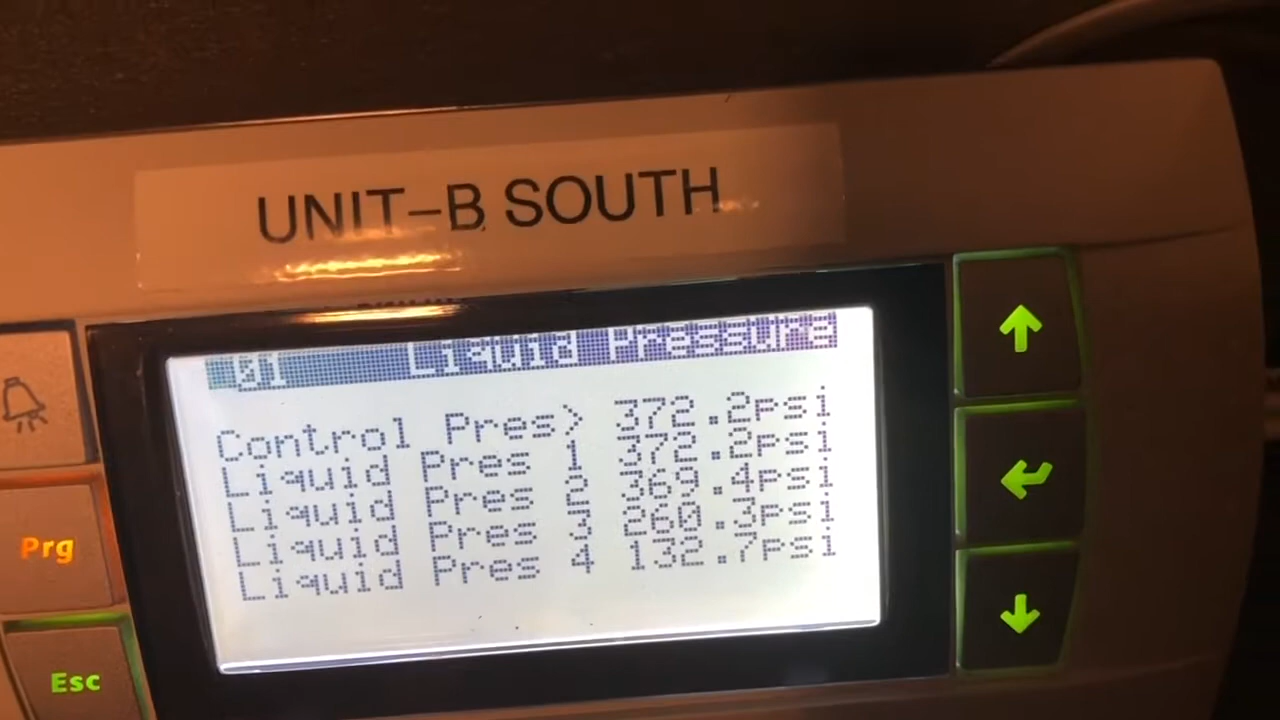 UNIT-B SOUTH
01 Liquid Pressure
Control Pres> 372.2psi
Liquid Pres 1 372.2psi
Liquid Pres 2 369.4psi
Liquid Pres 3 260.3psi
Liquid Pres 4 132.7psi
Prg
Esc